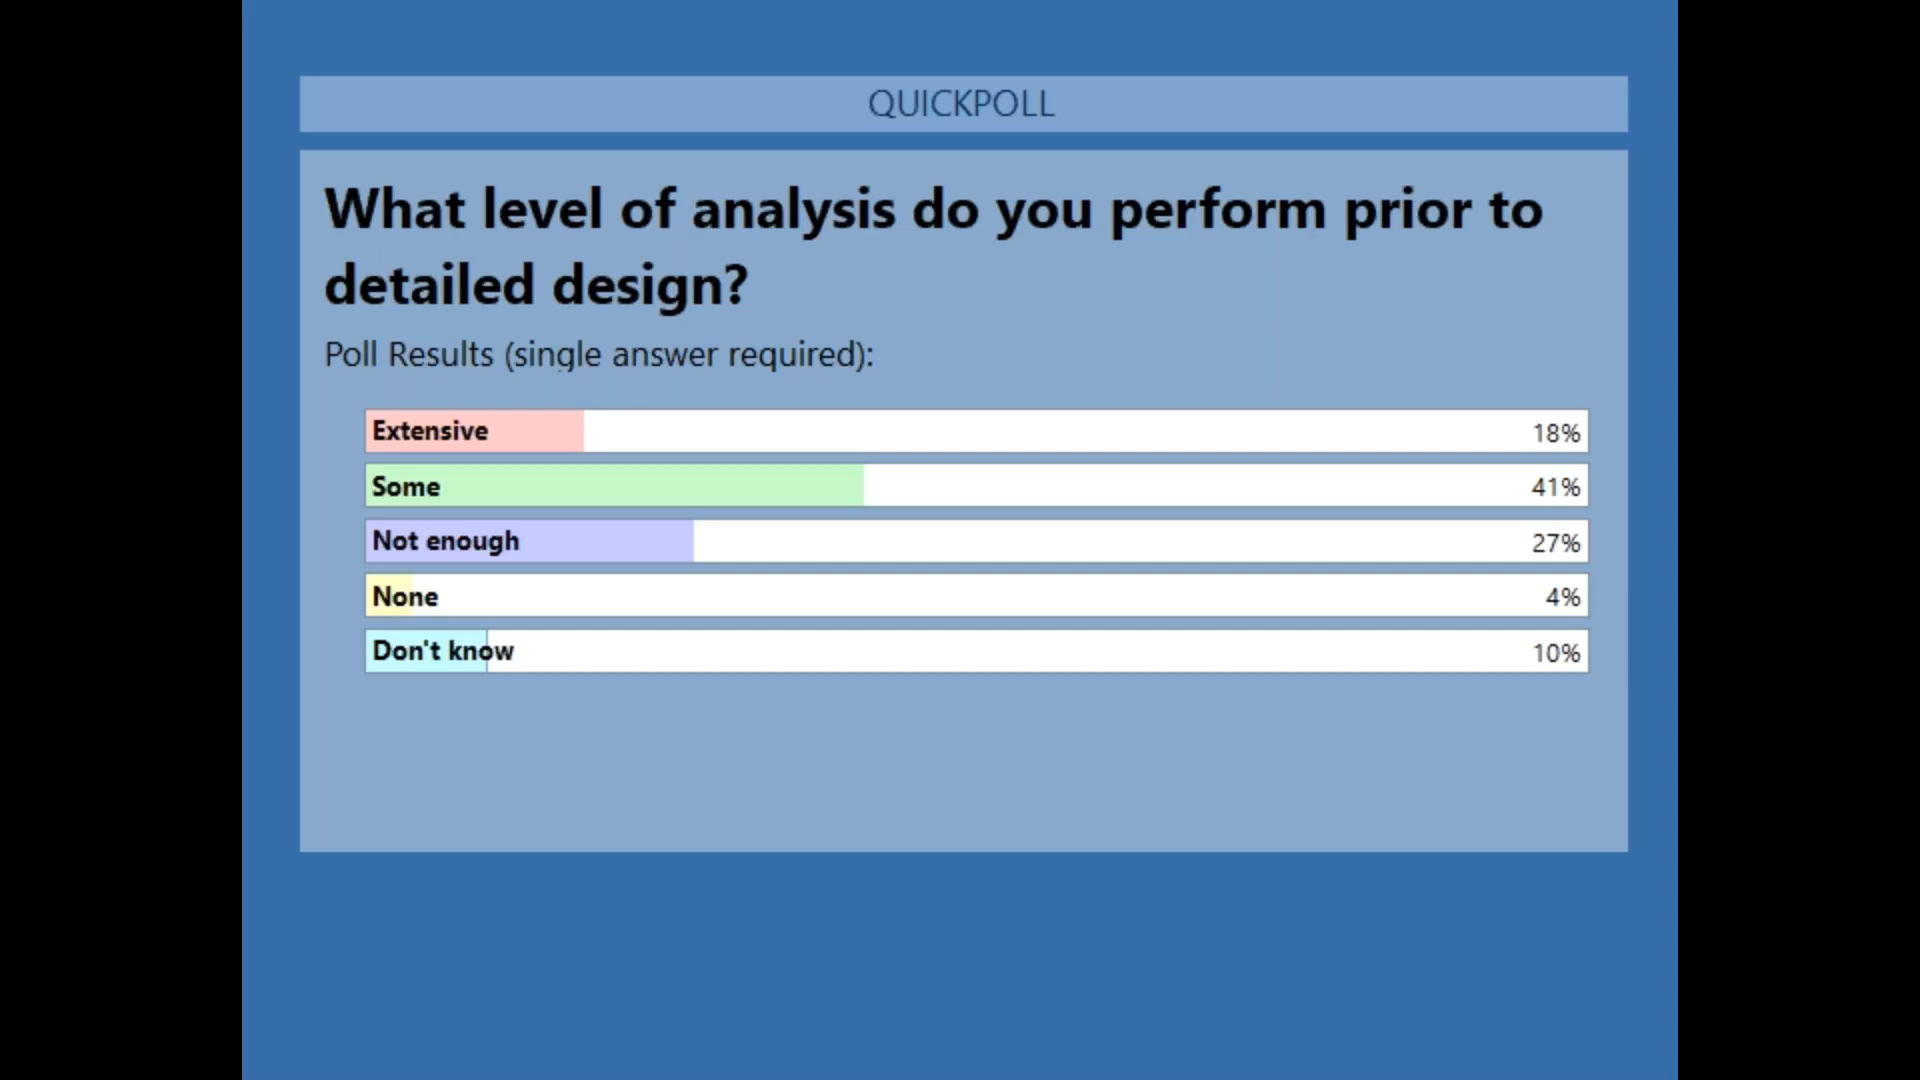 QUICKPOLL
What level of analysis do you perform prior to
detailed design?
Poll Results (single answer required):
Extensive 18%
Some 41%
Not enough 27%
None 4%
Don't know 10%